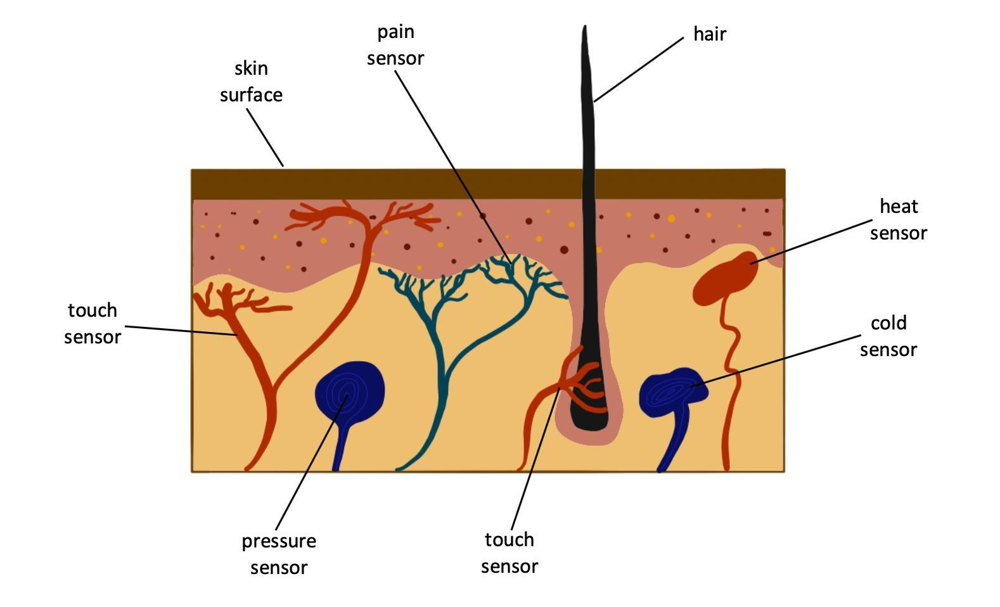 pain
sensor
hair
skin
surface
heat
sensor
touch
sensor
cold
sensor
pressure
sensor
touch
sensor